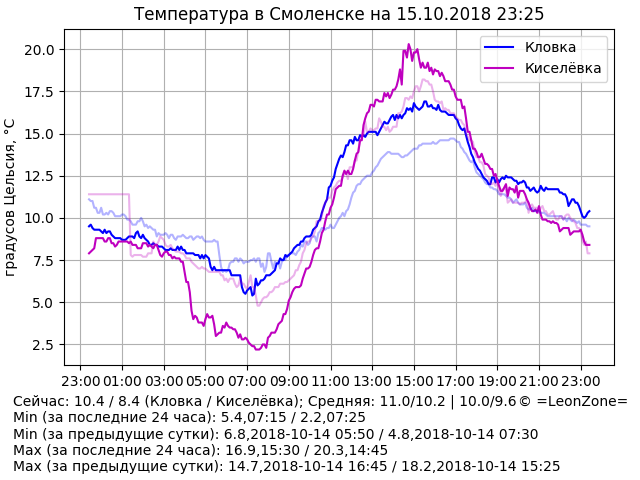 Температура в Смоленске на 15.10.2018 23:25
Кловка
Киселёвка
градусов Цельсия, °C
20.0
17.5
15.0
12.5
10.0
7.5
5.0
2.5
23:00 01:00 03:00 05:00 07:00 09:00 11:00 13:00 15:00 17:00 19:00 21:00 23:00
Сейчас: 10.4 / 8.4 (Кловка / Киселёвка); Средняя: 11.0/10.2 | 10.0/9.6© =LeonZone=
Min (за последние 24 часа): 5.4,07:15 / 2.2,07:25
Min (за предыдущие сутки): 6.8,2018-10-14 05:50 / 4.8,2018-10-14 07:30
Max (за последние 24 часа): 16.9,15:30 / 20.3,14:45
Max (за предыдущие сутки): 14.7,2018-10-14 16:45 / 18.2,2018-10-14 15:25